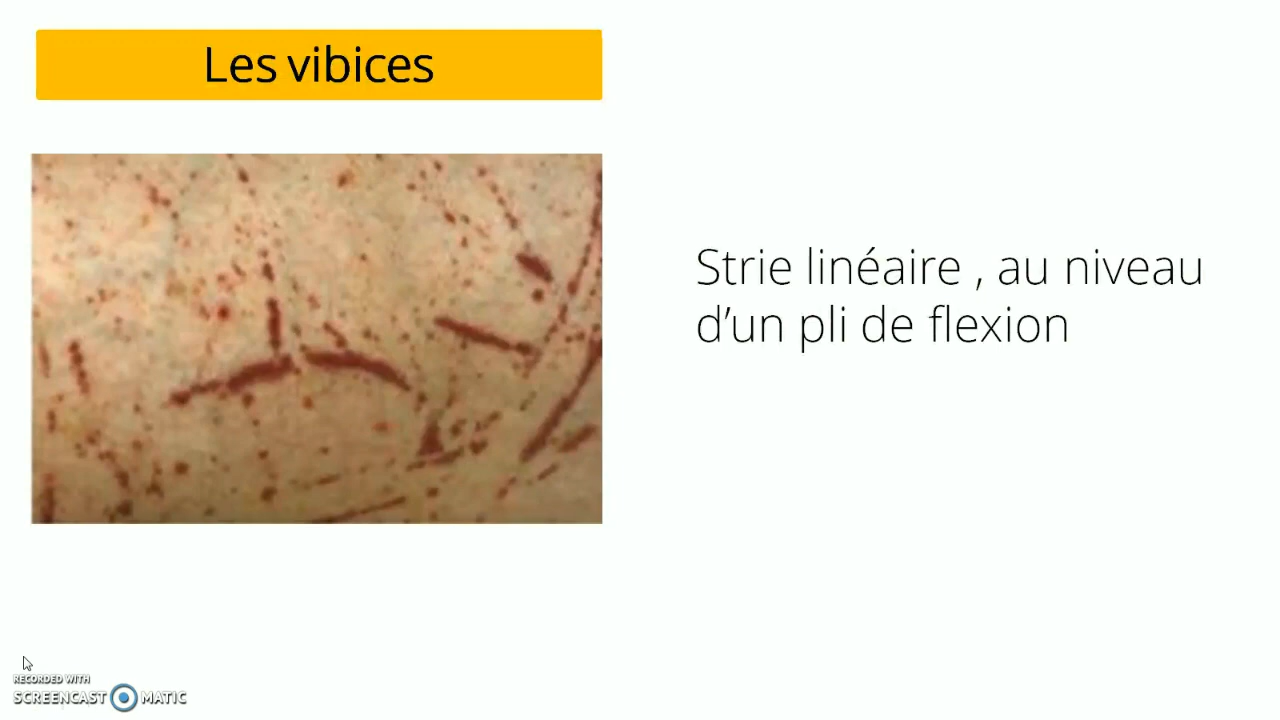 Les vibices
Strie linéaire , au niveau
d’un pli de flexion
RECORDED WITH
SCREENCAST MATIC